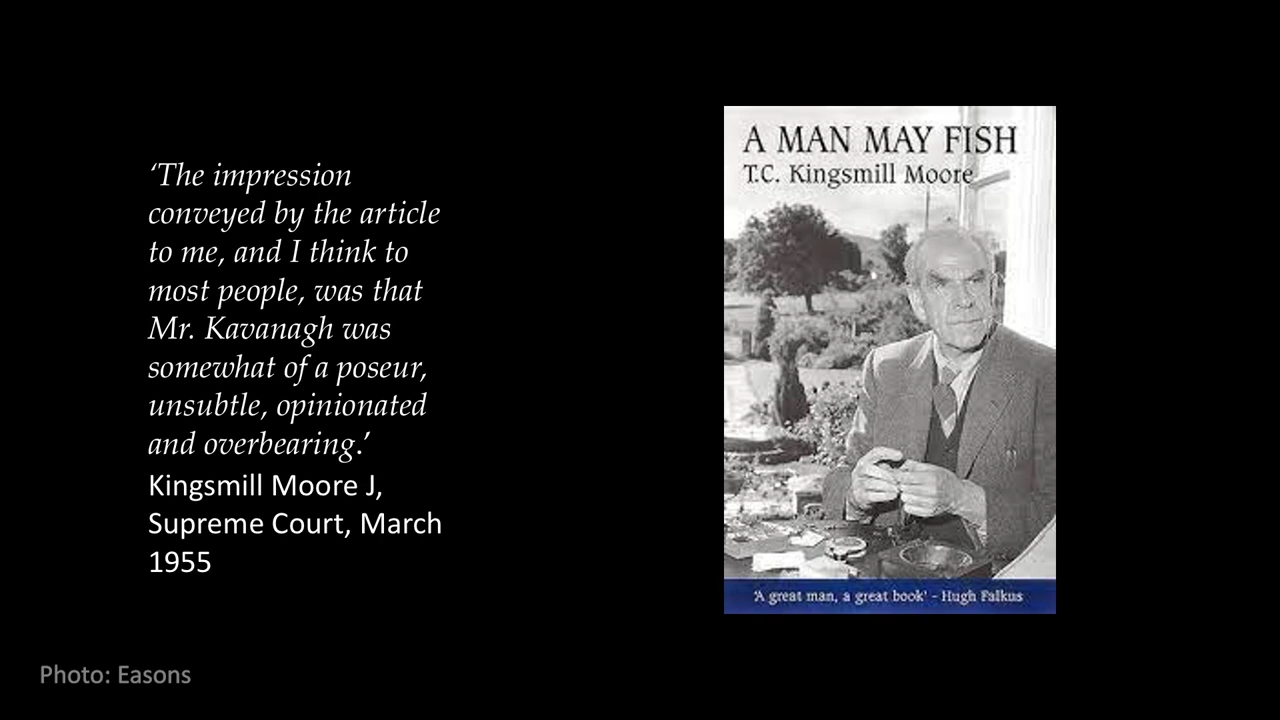 ‘The impression
conveyed by the article
to me, and I think to
most people, was that
Mr. Kavanagh was
somewhat of a poseur,
unsubtle, opinionated
and overbearing.’
Kingsmill Moore J,
Supreme Court, March
1955
A MAN MAY FISH
T.C. Kingsmill Moore
'A great man, a great book' - Hugh Falkus
Photo: Easons